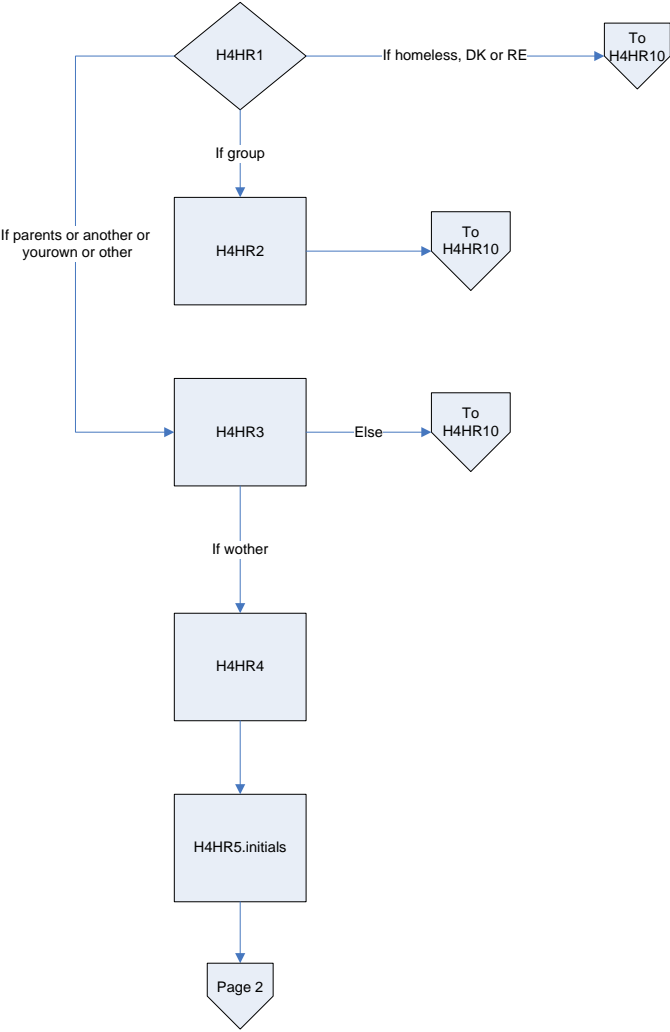 H4HR1
If homeless, DK or RE
To
H4HR10
If group
If parents or another or
yourown or other
H4HR2
To
H4HR10
H4HR3
Else
To
H4HR10
If wother
H4HR4
H4HR5.initials
Page 2